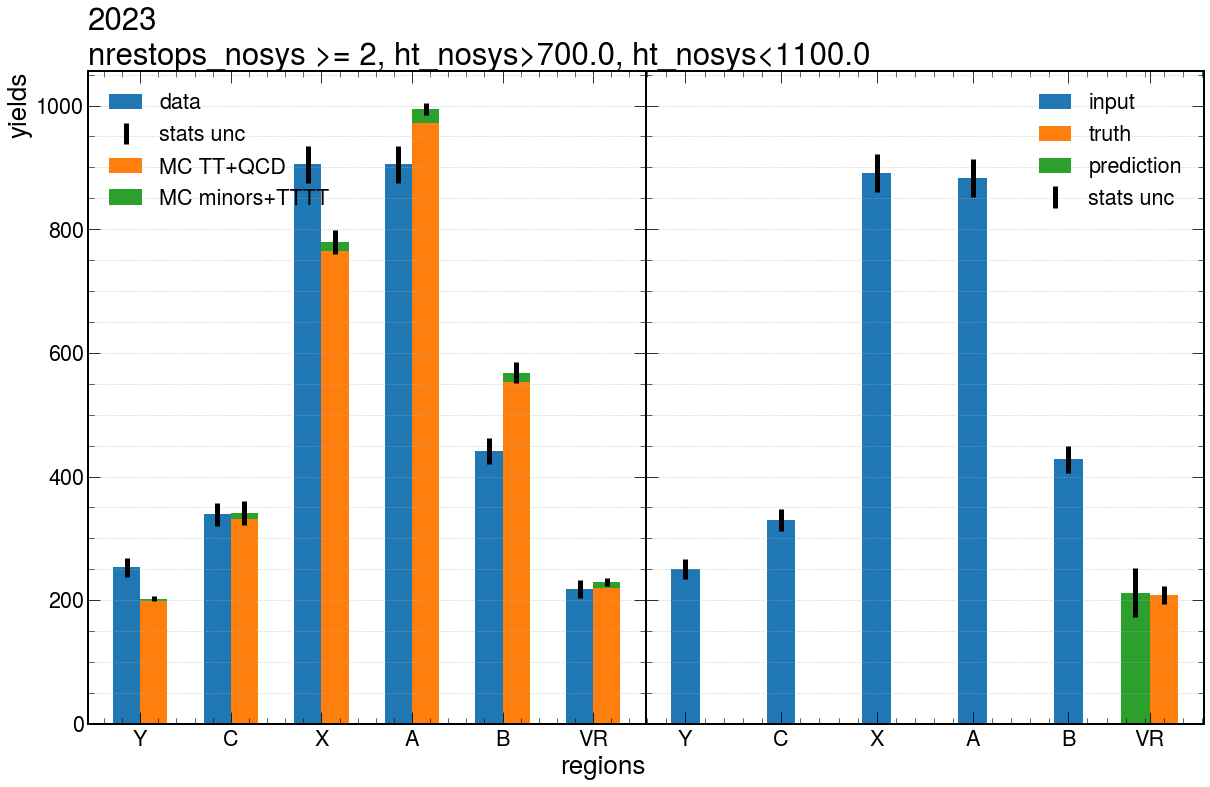 2023
nrestops_nosys >= 2, ht_nosys>700.0, ht_nosys<1100.0
yields
1000
800
600
400
200
0
data
stats unc
MC TT+QCD
MC minors+TTTT
input
truth
prediction
stats unc
Y C X A B VR
Y C X A B VR
regions